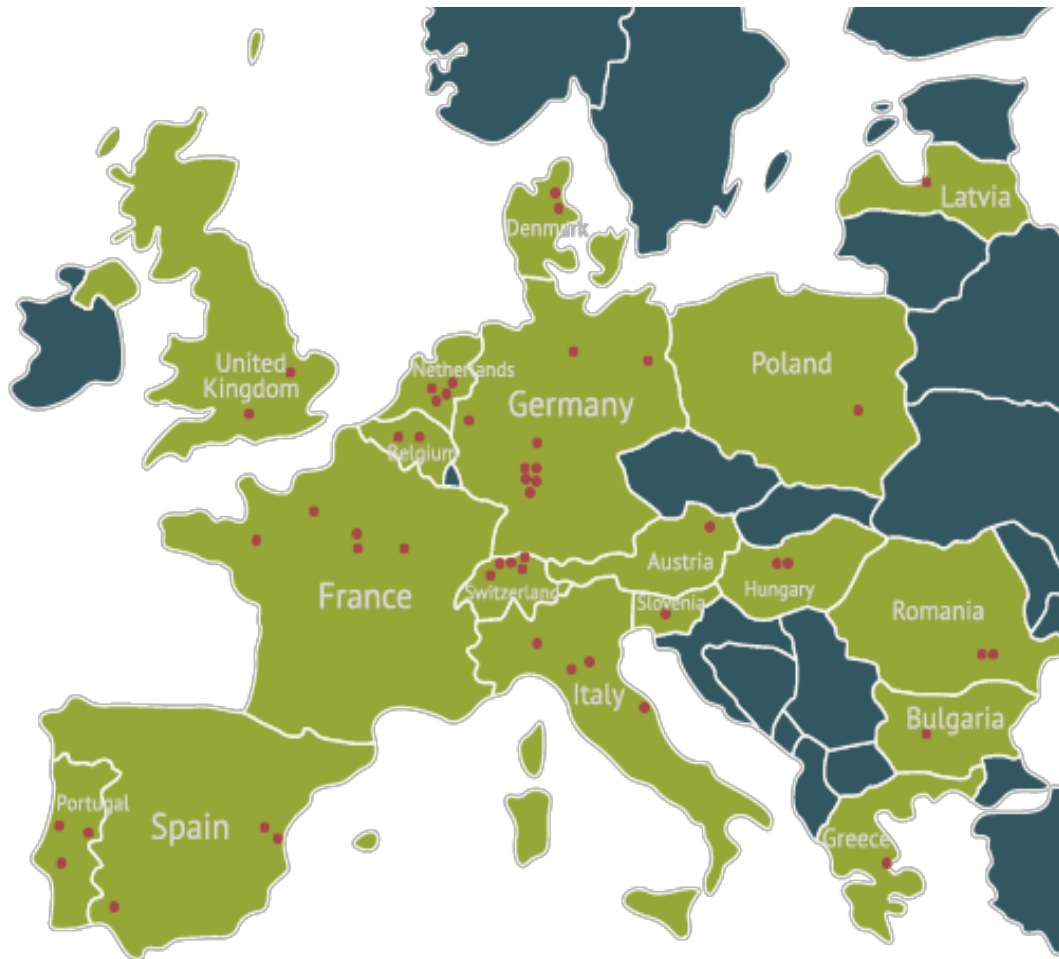 Latvia
Denmark
United
Kingdom
Netherlands
Poland
Germany
Belgium
Austria
France
Switzerland
Hungary
Slovenia
Romania
Italy
Bulgaria
Portugal
Spain
Greece